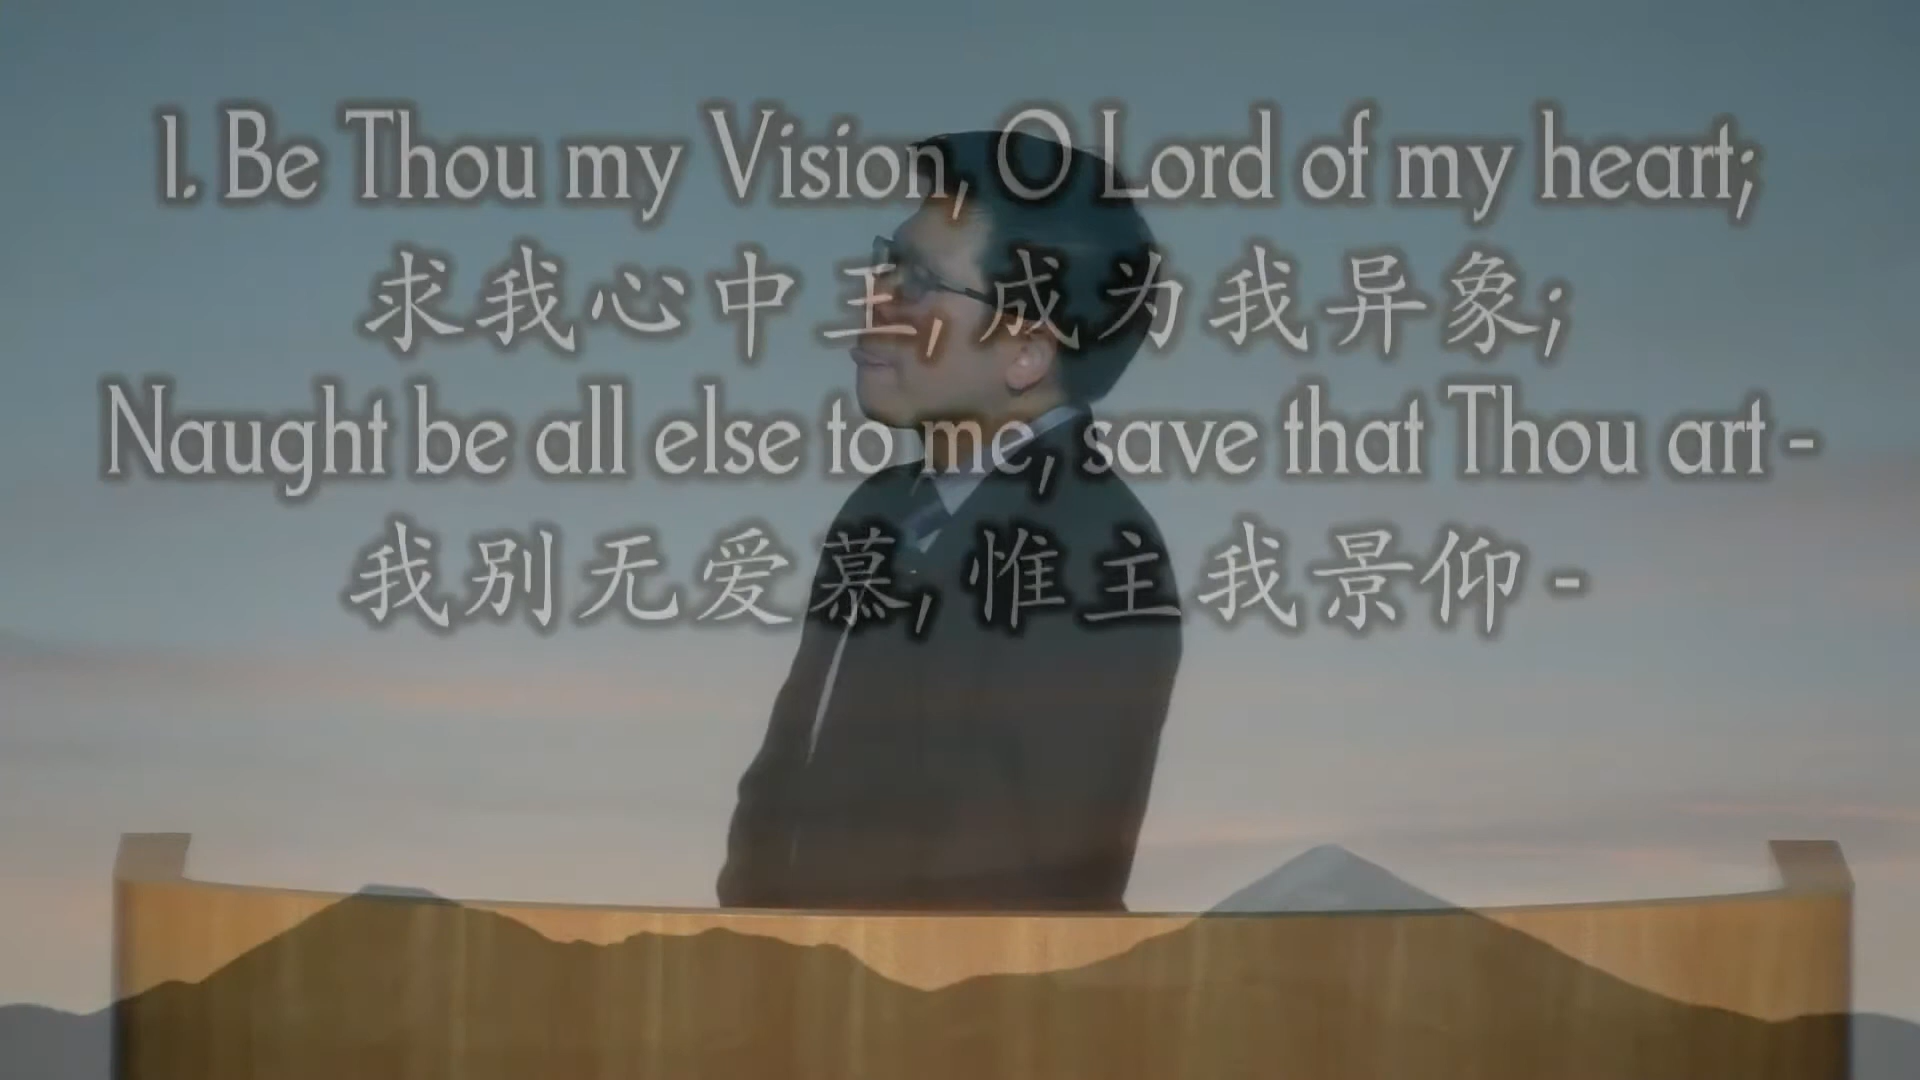 1. Be Thou my Vision, O Lord of my heart;
求我心中王, 成为我异象;
Naught be all else to me, save that Thou art -
我别无爱慕, 惟主我景仰 -